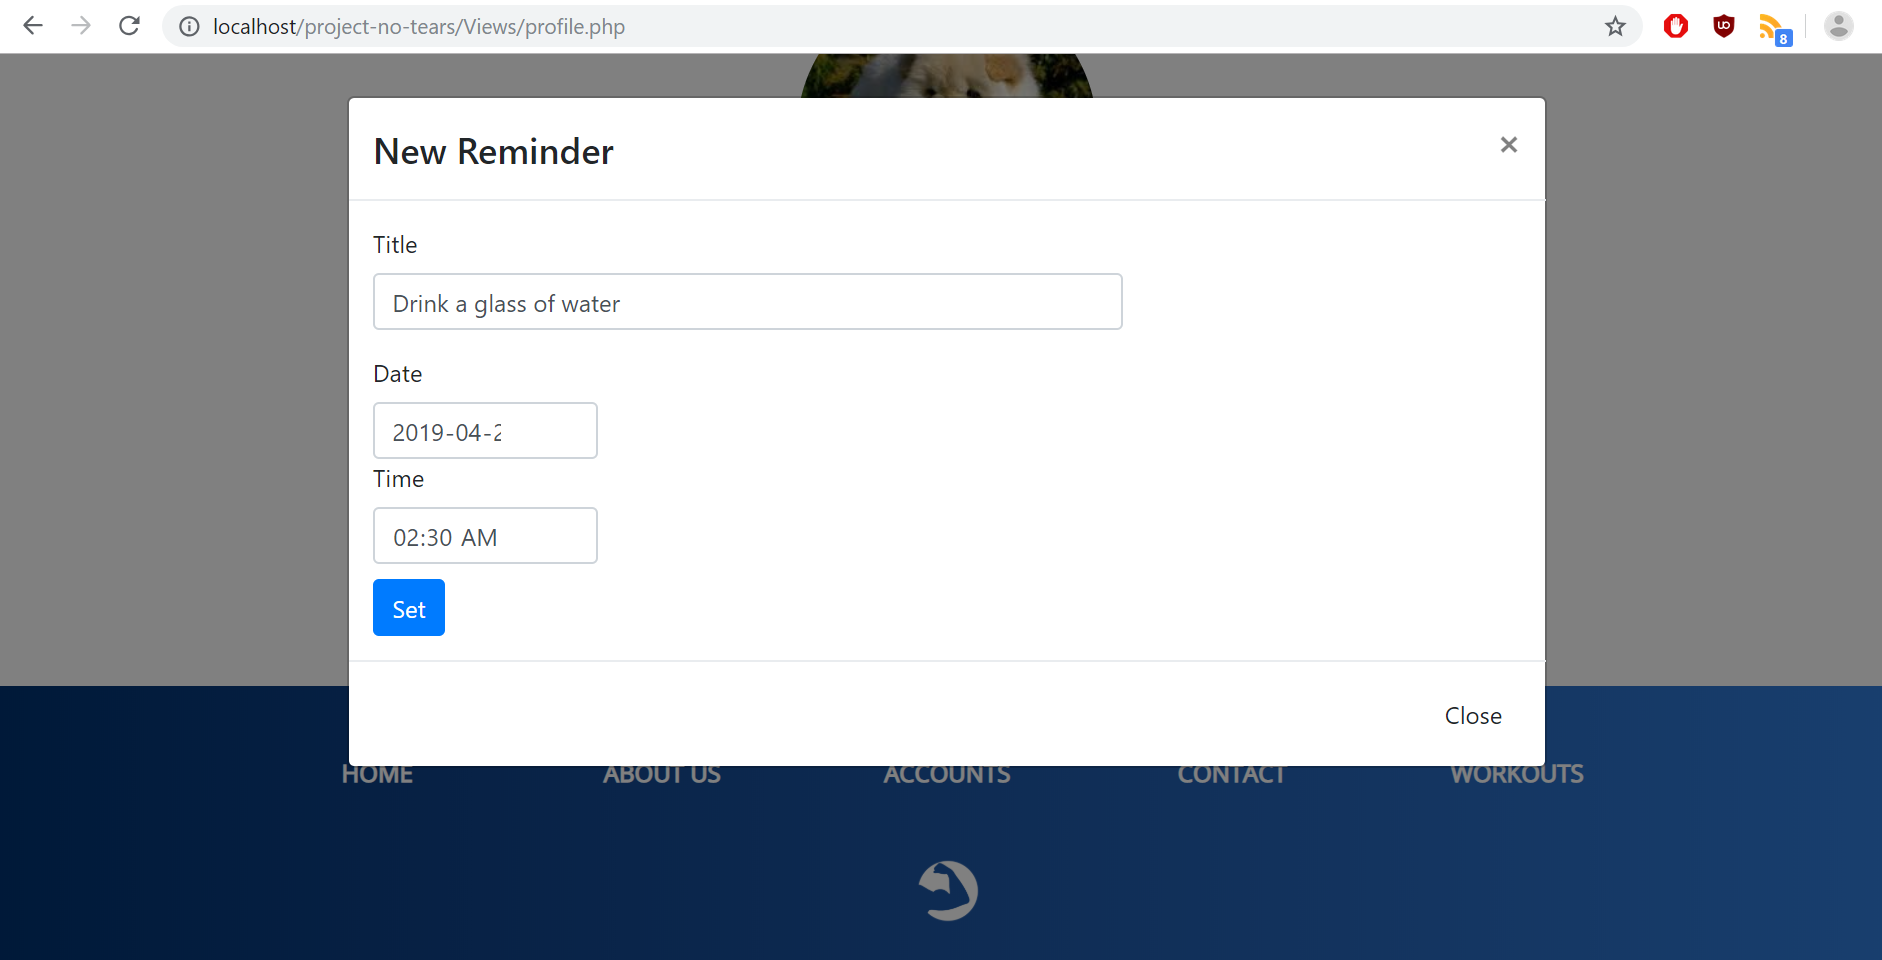 localhost/project-no-tears/Views/profile.php
8
New Reminder
×
Title
Drink a glass of water
Date
2019-04-2
Time
02:30 AM
Set
Close
HOME ABOUT US ACCOUNTS CONTACT WORKOUTS